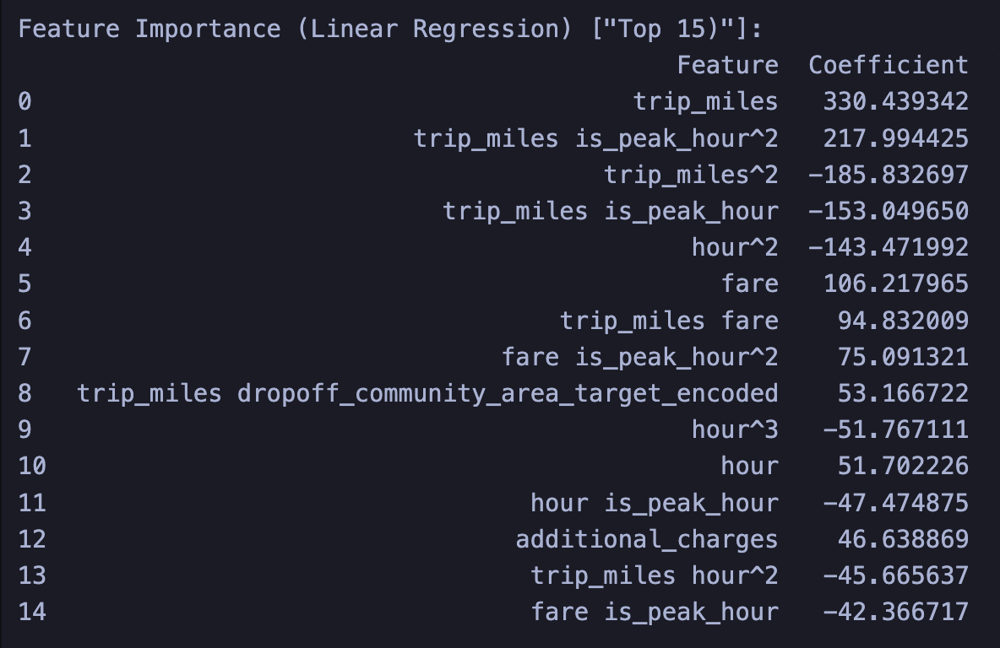 Feature Importance (Linear Regression) ["Top 15)"]:
Feature Coefficient
0 trip_miles 330.439342
1 trip_miles is_peak_hour^2 217.994425
2 trip_miles^2 -185.832697
3 trip_miles is_peak_hour -153.049650
4 hour^2 -143.471992
5 fare 106.217965
6 trip_miles fare 94.832009
7 fare is_peak_hour^2 75.091321
8 trip_miles dropoff_community_area_target_encoded 53.166722
9 hour^3 -51.767111
10 hour 51.702226
11 hour is_peak_hour -47.474875
12 additional_charges 46.638869
13 trip_miles hour^2 -45.665637
14 fare is_peak_hour -42.366717